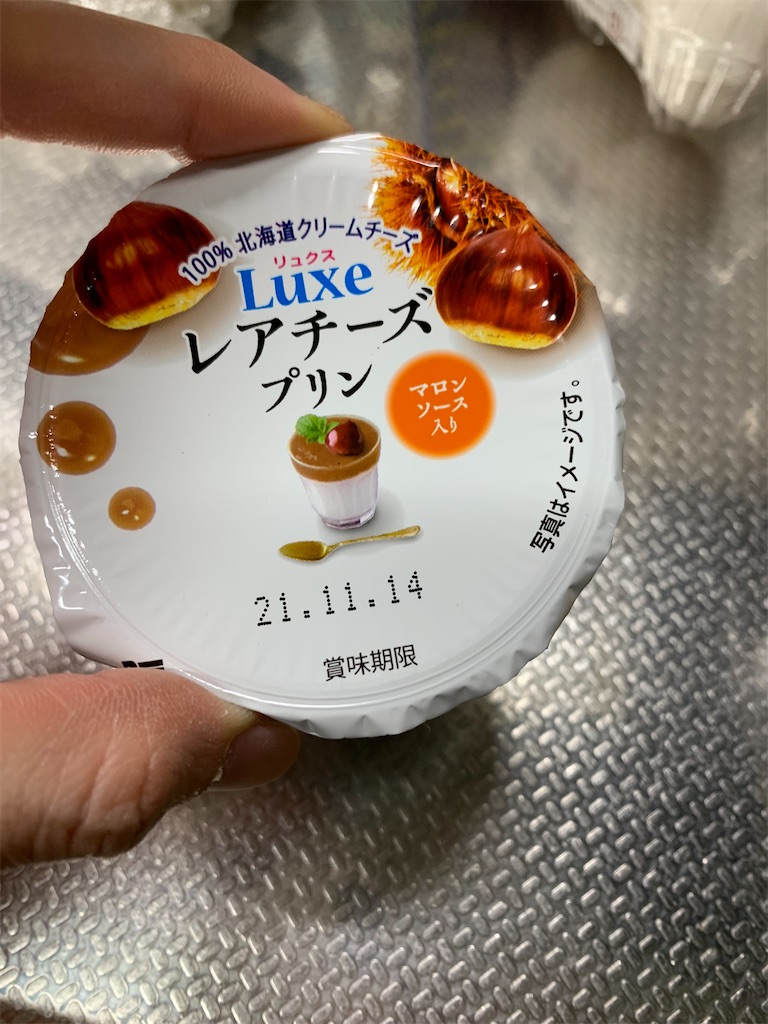 100% 北海道クリームチーズ
リュクス
Luxe
レアチーズ
プリン
マロン
ソース
入り
写真はイメージです。
21.11.14
賞味期限